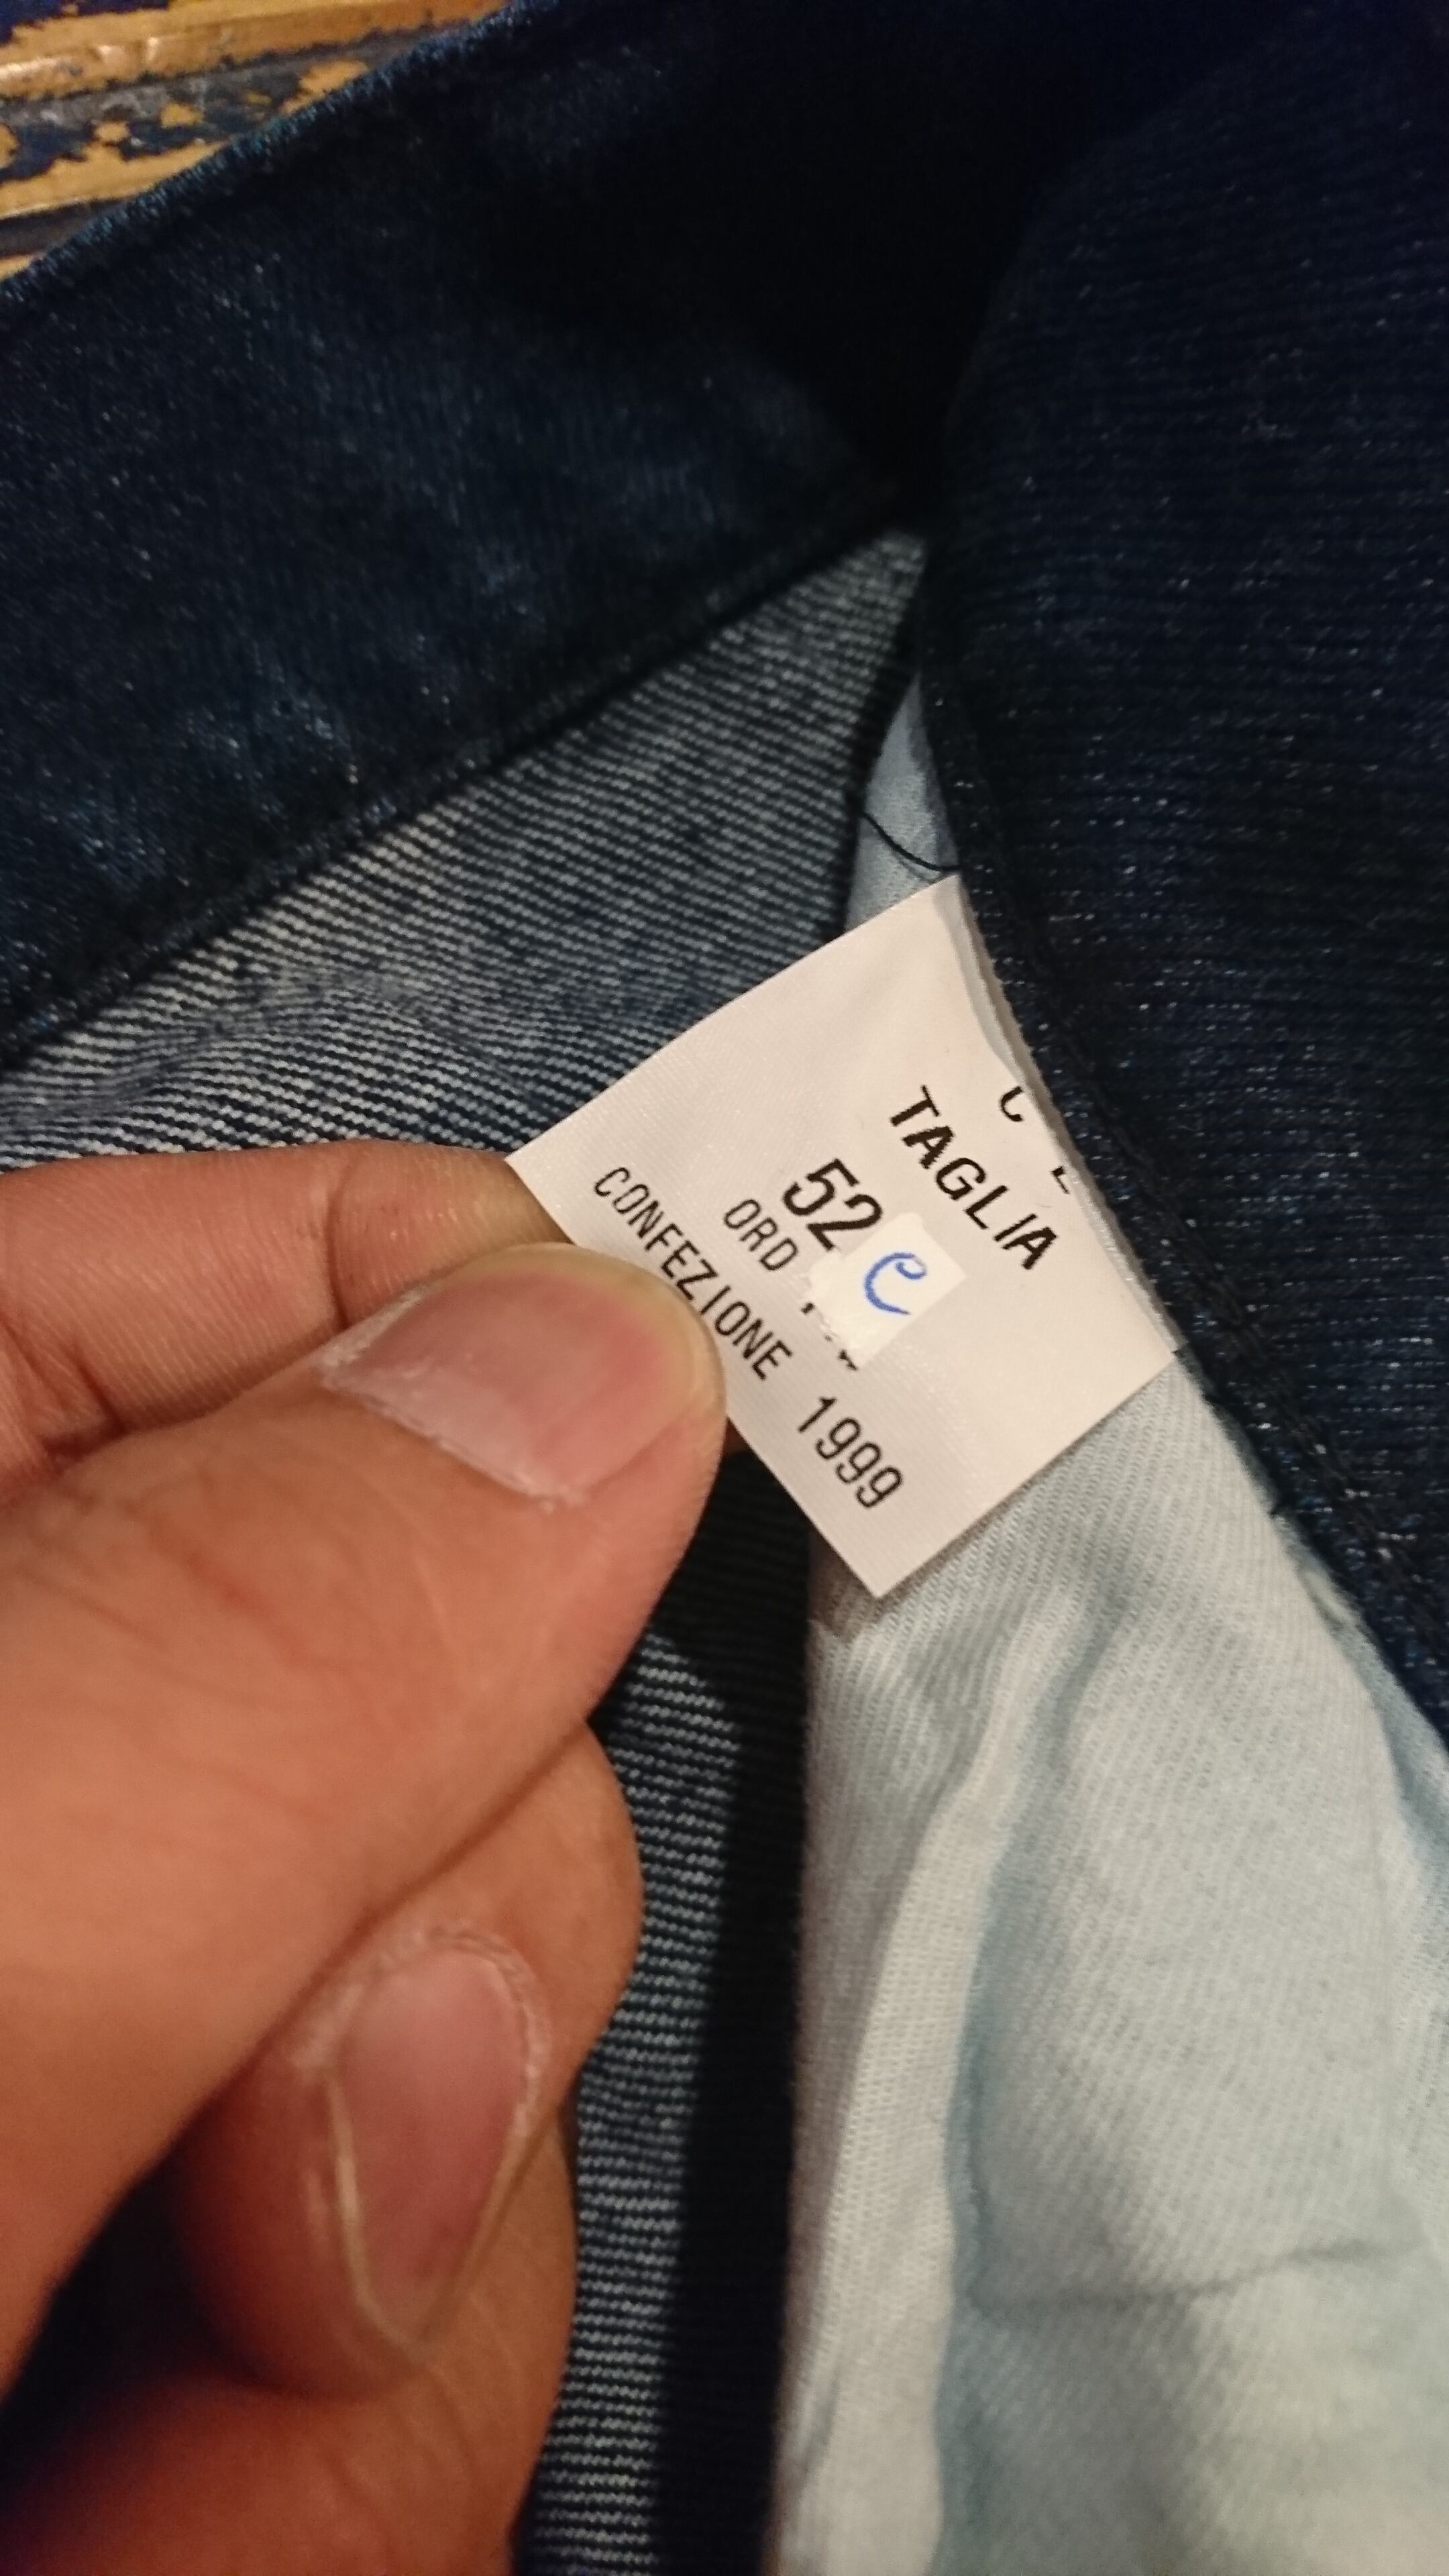 TAGLIA
52 e
ORD
CONFEZIONE 1999